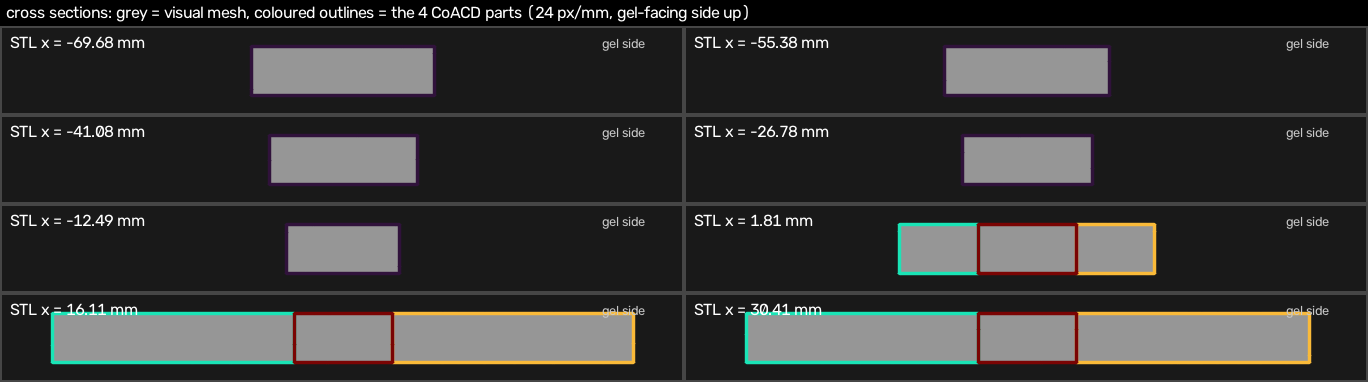 cross sections: grey = visual mesh, coloured outlines = the 4 CoACD parts (24 px/mm, gel-facing side up)
STL x = -69.68 mm
gel side
STL x = -55.38 mm
gel side
STL x = -41.08 mm
gel side
STL x = -26.78 mm
gel side
STL x = -12.49 mm
gel side
STL x = 1.81 mm
gel side
STL x = 16.11 mm
gel side
STL x = 30.41 mm
gel side